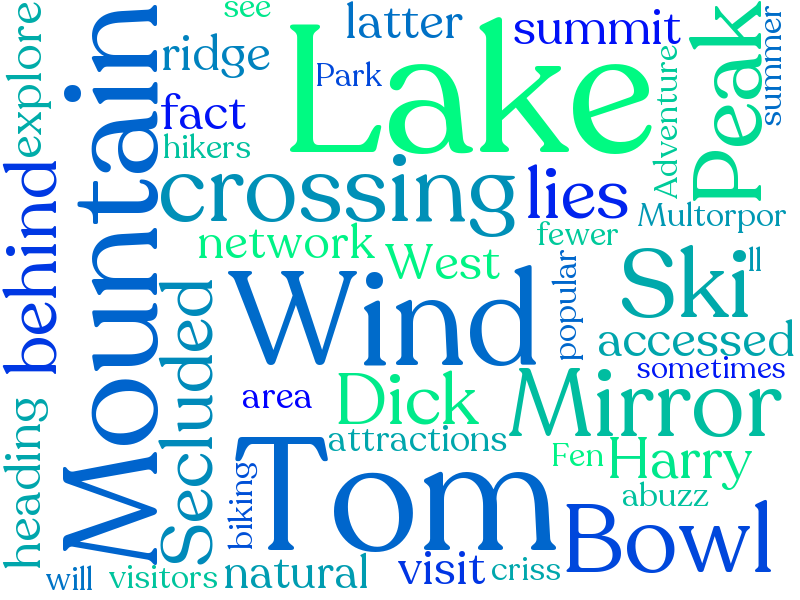 see
latter
summit
explore
Mountain
ridge
Park
Lake
Peak
summer
fact
hikers
Adventure
crossing
lies
Multorpor
behind
network
West
fewer
Wind
popular
Ski
ll
accessed
Secluded
area
Dick
Mirror
sometimes
heading
attractions
biking
Tom
Fen
Harry
abuzz
Bowl
will
visitors
natural
visit
criss